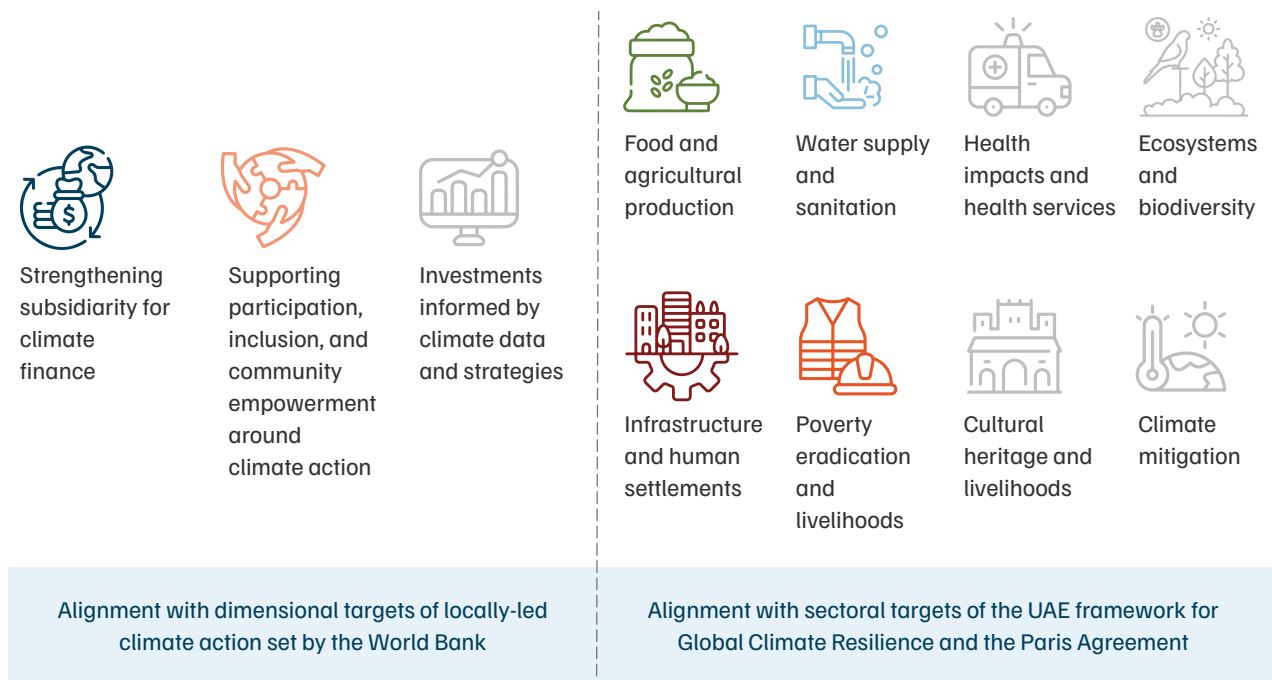 Strengthening
subsidiarity for
climate
finance
Supporting
participation,
inclusion, and
community
empowerment
around
climate action
Investments
informed by
climate data
and strategies
Food and
agricultural
production
Water supply
and
sanitation
Health
impacts and
health services
Ecosystems
and
biodiversity
Infrastructure
and human
settlements
Poverty
eradication
and
livelihoods
Cultural
heritage and
livelihoods
Climate
mitigation
Alignment with dimensional targets of locally-led
climate action set by the World Bank
Alignment with sectoral targets of the UAE framework for
Global Climate Resilience and the Paris Agreement